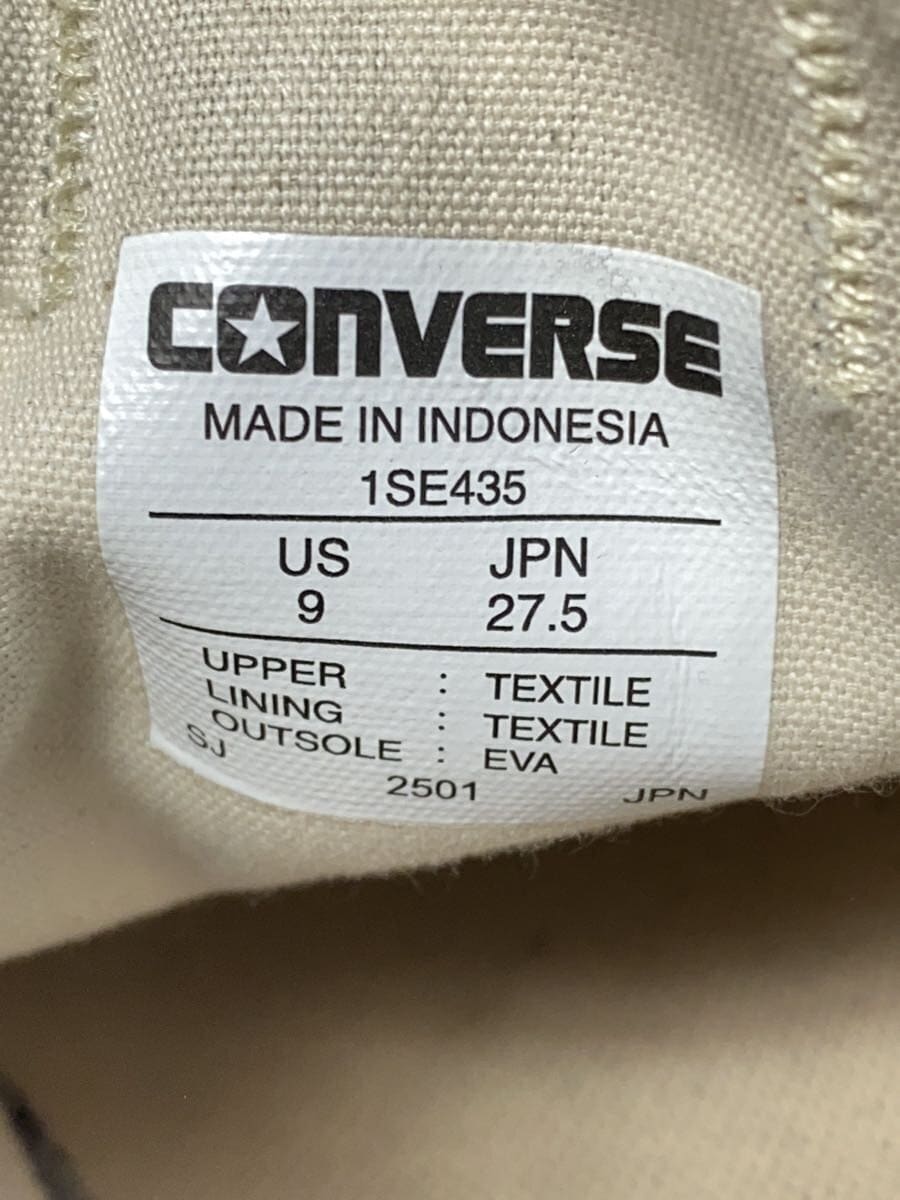 CONVERSE
MADE IN INDONESIA
1SE435
US JPN
9 27.5
UPPER : TEXTILE
LINING : TEXTILE
OUTSOLE : EVA
SJ 2501 JPN